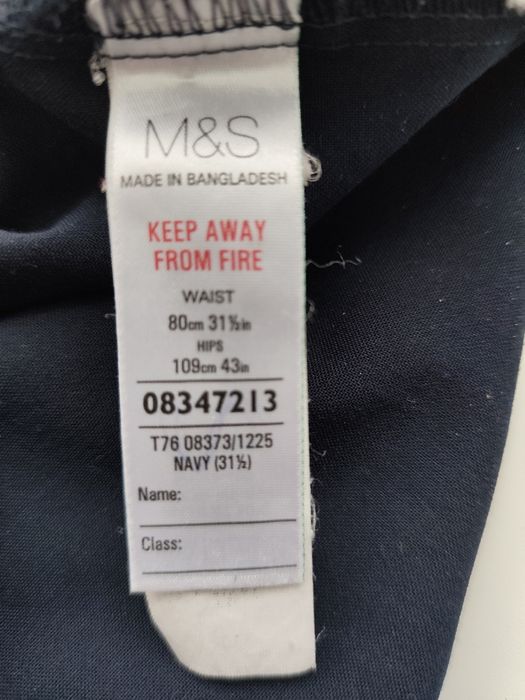 M&S
MADE IN BANGLADESH
KEEP AWAY
FROM FIRE
WAIST
80cm 31½in
HIPS
109cm 43in
08347213
T76 08373/1225
NAVY (31½)
Name:
Class: